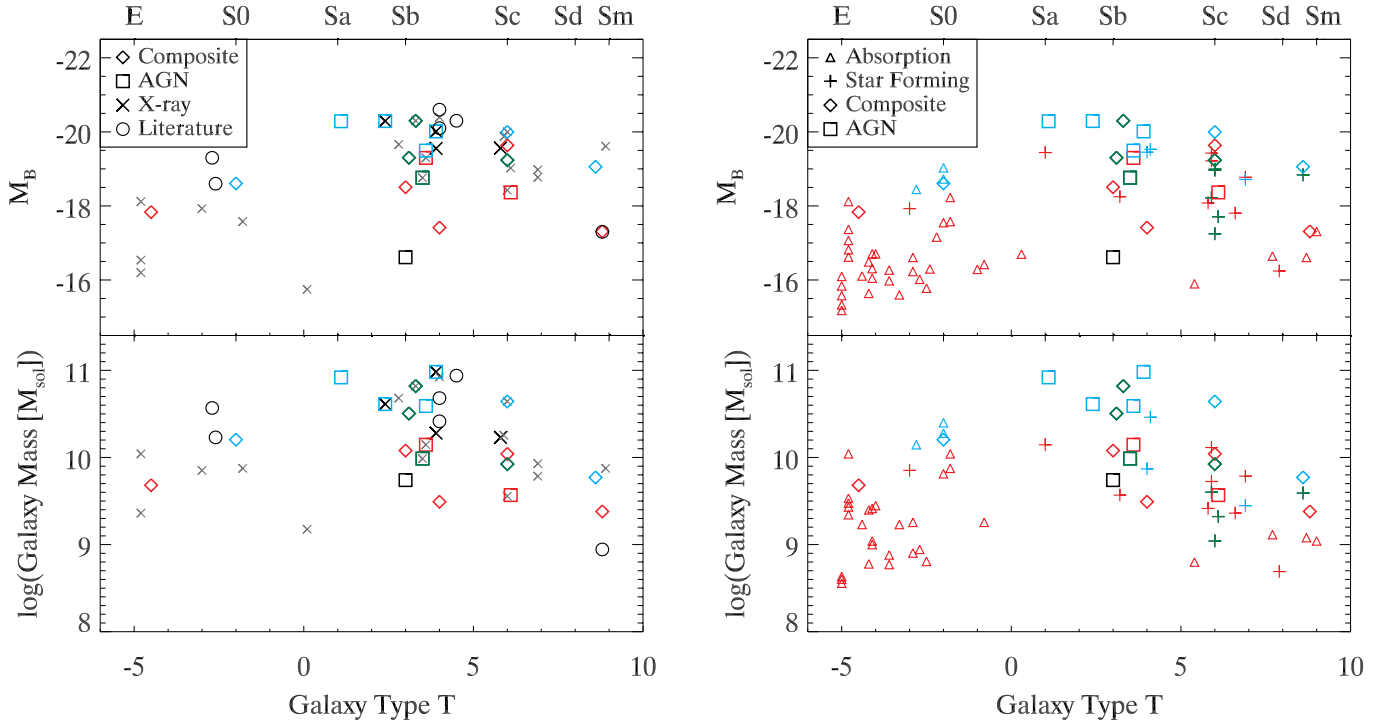 E S0 Sa Sb Sc Sd Sm
Composite
AGN
X-ray
Literature
-22
-20
-18
-16
M_B
11
10
9
8
log(Galaxy Mass [M_sol])
-5 0 5 10
Galaxy Type T
E S0 Sa Sb Sc Sd Sm
Absorption
Star Forming
Composite
AGN
-22
-20
-18
-16
M_B
11
10
9
8
log(Galaxy Mass [M_sol])
-5 0 5 10
Galaxy Type T